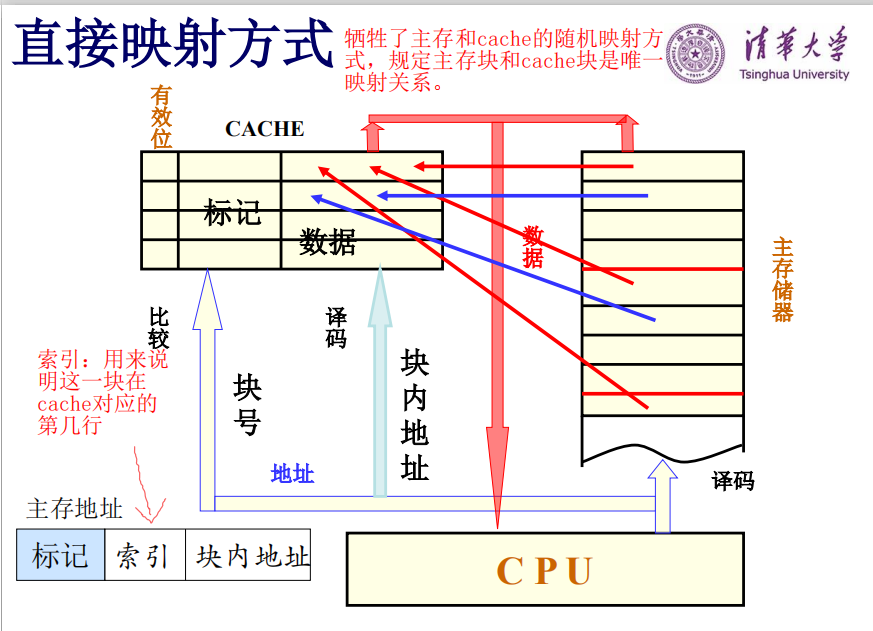 直接映射方式
牺牲了主存和cache的随机映射方
式，规定主存块和cache块是唯一
映射关系。
清華大学
Tsinghua University
有效位
CACHE
标记
数据
数据
主存储器
比较
译码
索引：用来说
明这一块在
cache对应的
第几行
块号
块内地址
地址
译码
主存地址
标记
索引
块内地址
CPU